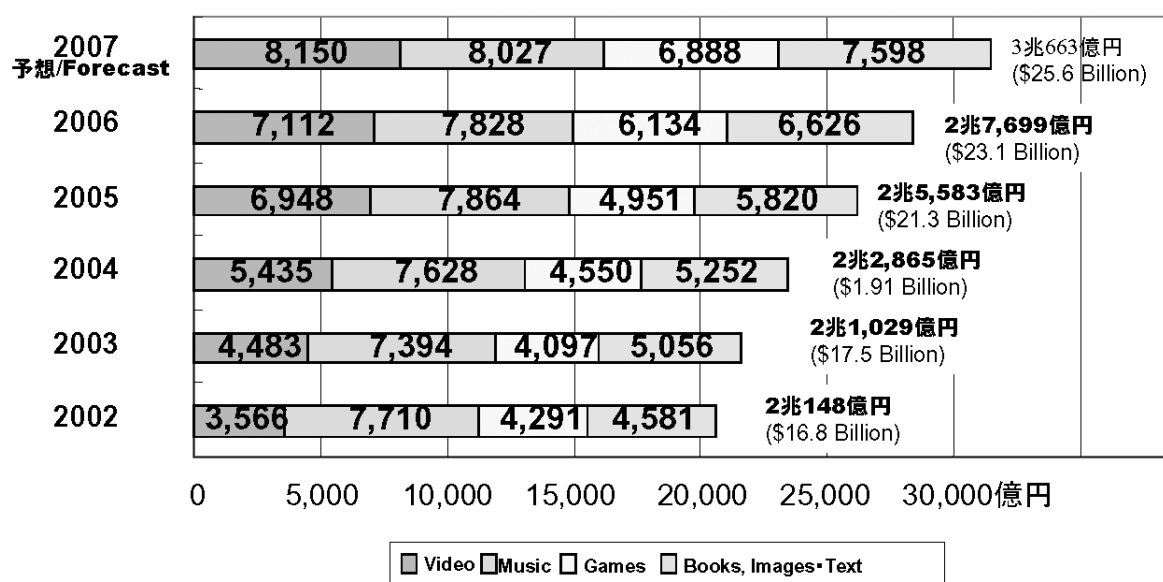 2007
予想/Forecast
8,150 8,027 6,888 7,598
3兆663億円
($25.6 Billion)
2006
7,112 7,828 6,134 6,626
2兆7,699億円
($23.1 Billion)
2005
6,948 7,864 4,951 5,820
2兆5,583億円
($21.3 Billion)
2004
5,435 7,628 4,550 5,252
2兆2,865億円
($1.91 Billion)
2003
4,483 7,394 4,097 5,056
2兆1,029億円
($17.5 Billion)
2002
3,566 7,710 4,291 4,581
2兆148億円
($16.8 Billion)
0 5,000 10,000 15,000 20,000 25,000 30,000億円
Video Music Games Books, Images・Text